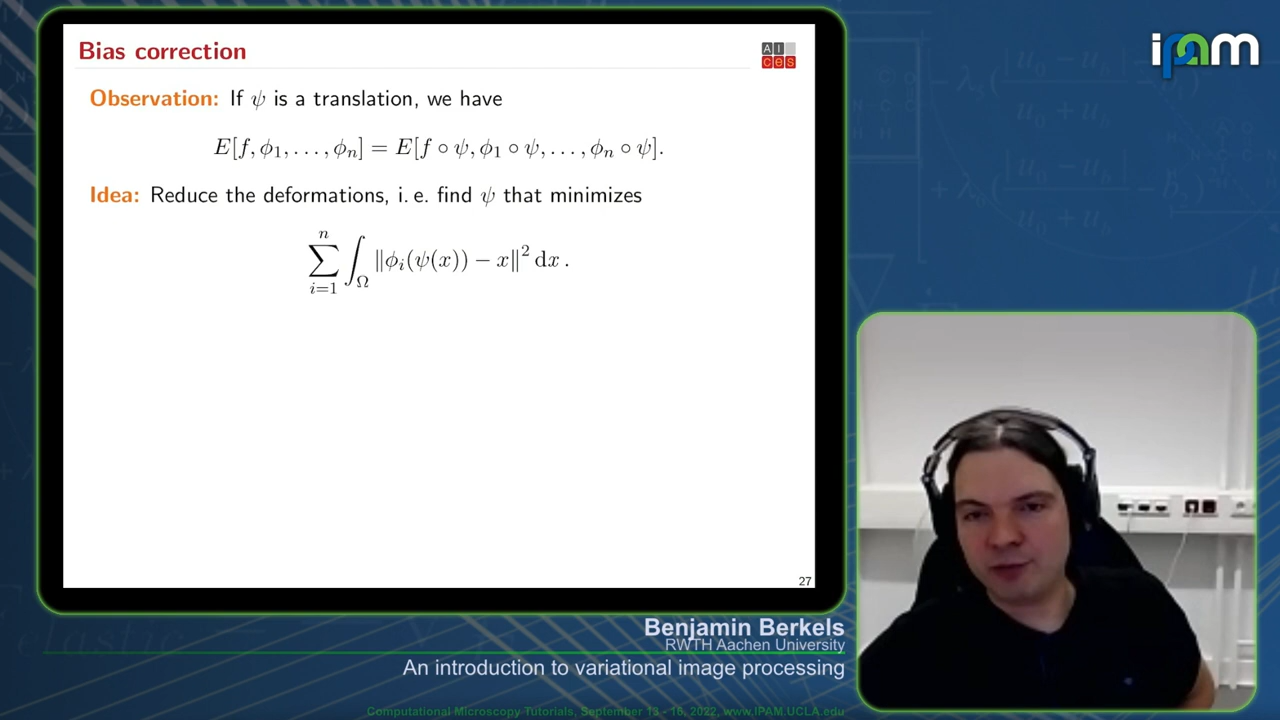 Bias correction
AICES
ipam
Observation: If ψ is a translation, we have
E[f, ϕ₁, . . . , ϕₙ] = E[f ∘ ψ, ϕ₁ ∘ ψ, . . . , ϕₙ ∘ ψ].
Idea: Reduce the deformations, i. e. find ψ that minimizes
∑ⁿᵢ₌₁ ∫_Ω ‖ϕᵢ(ψ(x)) − x‖² dx .
27
Benjamin Berkels
RWTH Aachen University
An introduction to variational image processing
Computational Microscopy Tutorials, September 13 - 16, 2022, www.IPAM.UCLA.edu